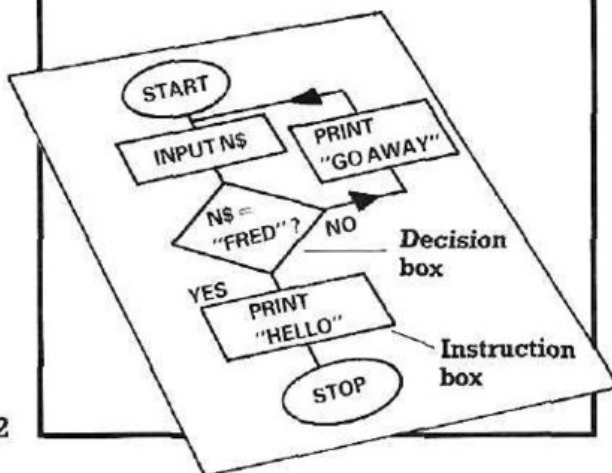 START
INPUT N$
PRINT
"GO AWAY"
N$ =
"FRED" ?
NO
Decision
box
YES
PRINT
"HELLO"
Instruction
box
STOP
2